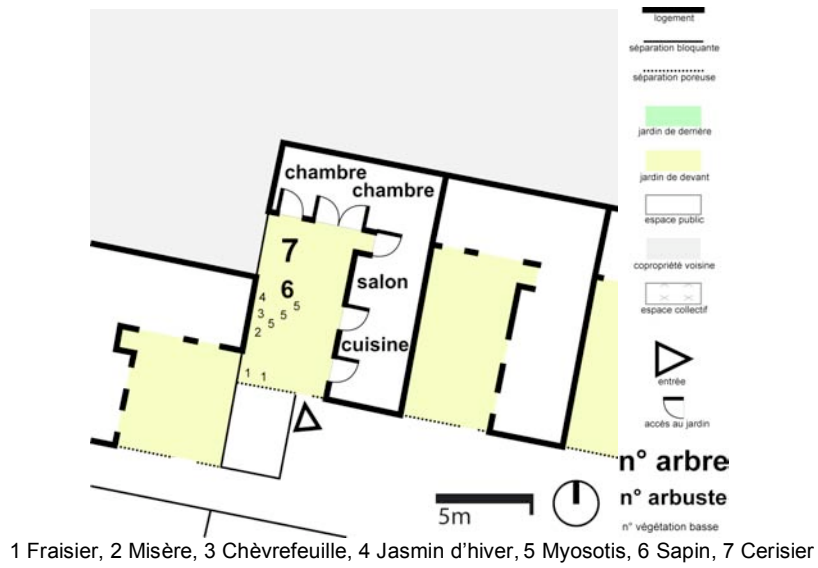 logement
séparation bloquante
séparation poreuse
jardin de derrière
jardin de devant
espace public
copropriété voisine
espace collectif
entrée
accès au jardin
n° arbre
n° arbuste
n° végétation basse
chambre
chambre
7
6
salon
4
3
5
5
5
2
cuisine
1 1
5m
1 Fraisier, 2 Misère, 3 Chèvrefeuille, 4 Jasmin d'hiver, 5 Myosotis, 6 Sapin, 7 Cerisier